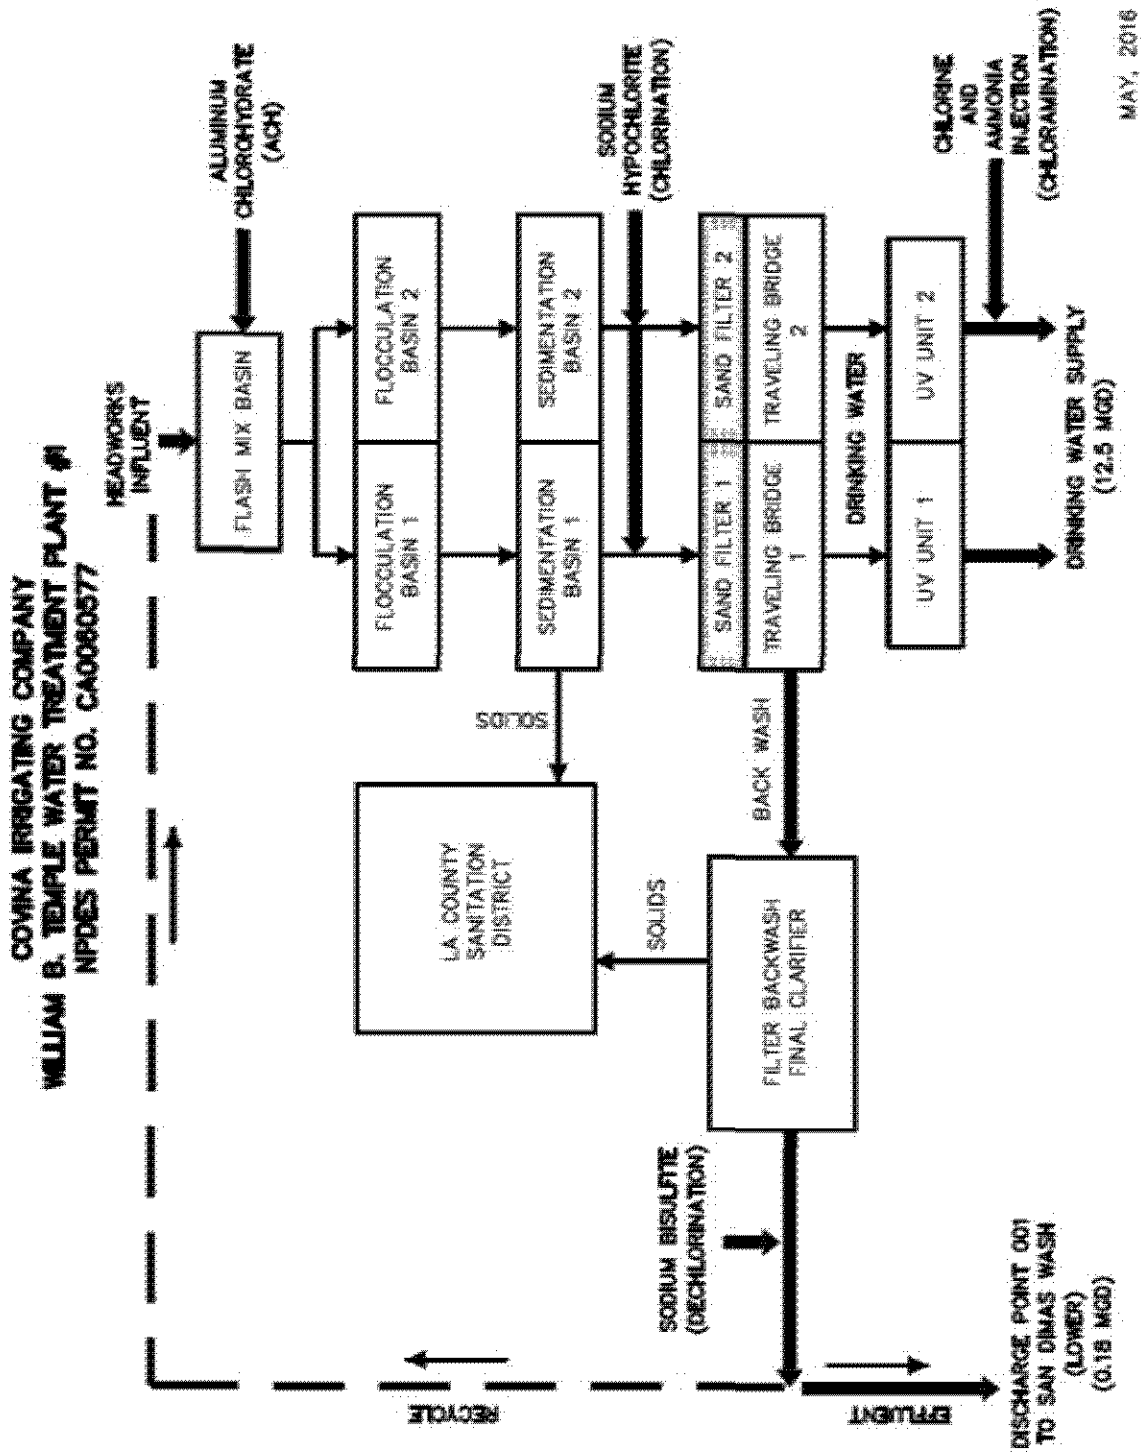 COVINA IRRIGATING COMPANY
WILLIAM B. TEMPLE WATER TREATMENT PLANT #1
NPDES PERMIT NO. CA0060577
HEADWORKS
INFLUENT
ALUMINUM
CHLOROHYDRATE
(ACH)
FLASH MIX BASIN
FLOCCULATION
BASIN 1
FLOCCULATION
BASIN 2
SEDIMENTATION
BASIN 1
SEDIMENTATION
BASIN 2
SOLIDS
LA COUNTY
SANITATION
DISTRICT
SODIUM
HYPOCHLORITE
(CHLORINATION)
SAND FILTER 1
SAND FILTER 2
TRAVELING BRIDGE
1
TRAVELING BRIDGE
2
BACK WASH
SOLIDS
FILTER BACKWASH
FINAL CLARIFIER
DRINKING WATER
UV UNIT 1
UV UNIT 2
CHLORINE
AND
AMMONIA
INJECTION
(CHLORAMINATION)
DRINKING WATER SUPPLY
(12.5 MGD)
SODIUM BISULFITE
(DECHLORINATION)
RECYCLE
EFFLUENT
DISCHARGE POINT 001
TO SAN DIMAS WASH
(LOWER)
(0.18 MGD)
MAY, 2016